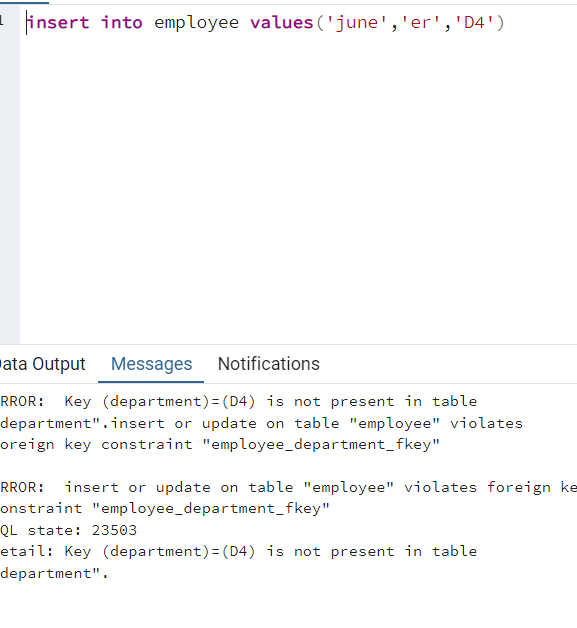 1 insert into employee values('june','er','D4')
ata Output Messages Notifications
RROR:  Key (department)=(D4) is not present in table
department".insert or update on table "employee" violates
oreign key constraint "employee_department_fkey"
RROR:  insert or update on table "employee" violates foreign ke
onstraint "employee_department_fkey"
QL state: 23503
etail: Key (department)=(D4) is not present in table
department".